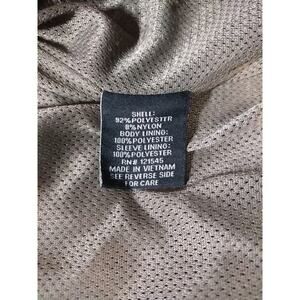 SHELL:
92% POLYESTER
8% NYLON
BODY LINING:
100% POLYESTER
SLEEVE LINING:
100% POLYESTER
RN# 121545
MADE IN VIETNAM
SEE REVERSE SIDE
FOR CARE